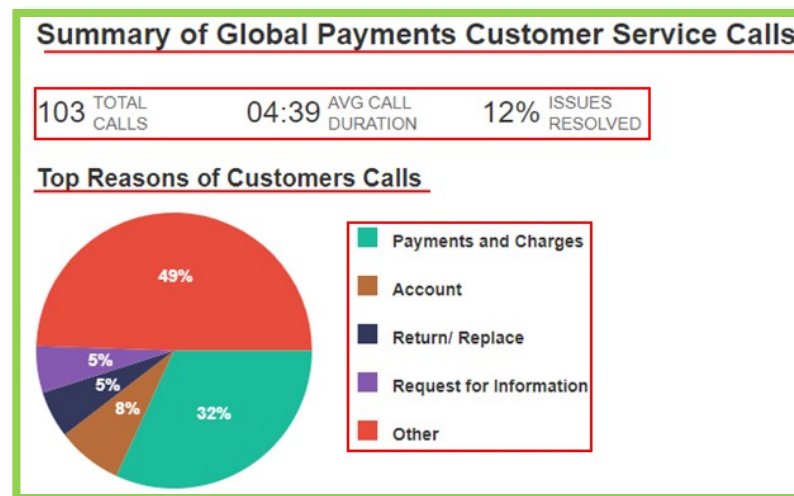 Summary of Global Payments Customer Service Calls
103 TOTAL CALLS 04:39 AVG CALL DURATION 12% ISSUES RESOLVED
Top Reasons of Customers Calls
49%
5%
5%
8%
32%
Payments and Charges
Account
Return/ Replace
Request for Information
Other